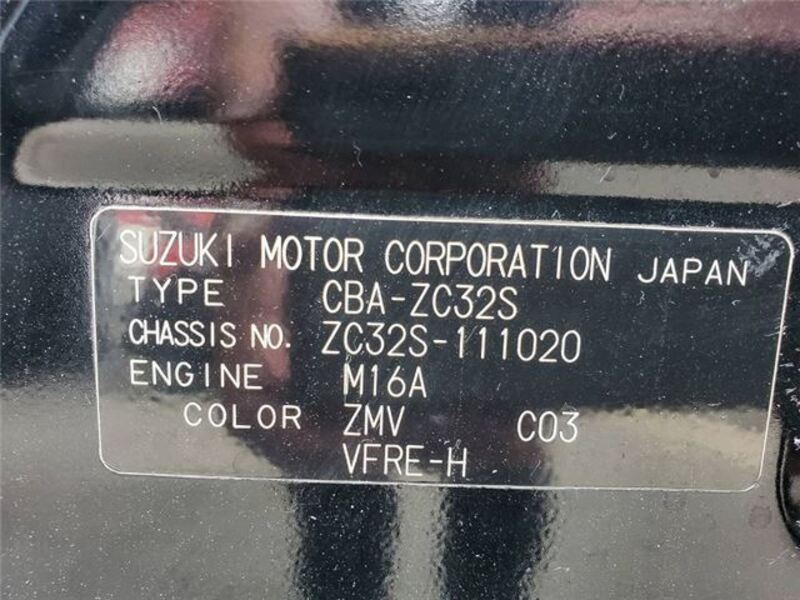 SUZUKI MOTOR CORPORATION JAPAN
TYPE CBA-ZC32S
CHASSIS NO. ZC32S-111020
ENGINE M16A
COLOR ZMV C03
VFRE-H